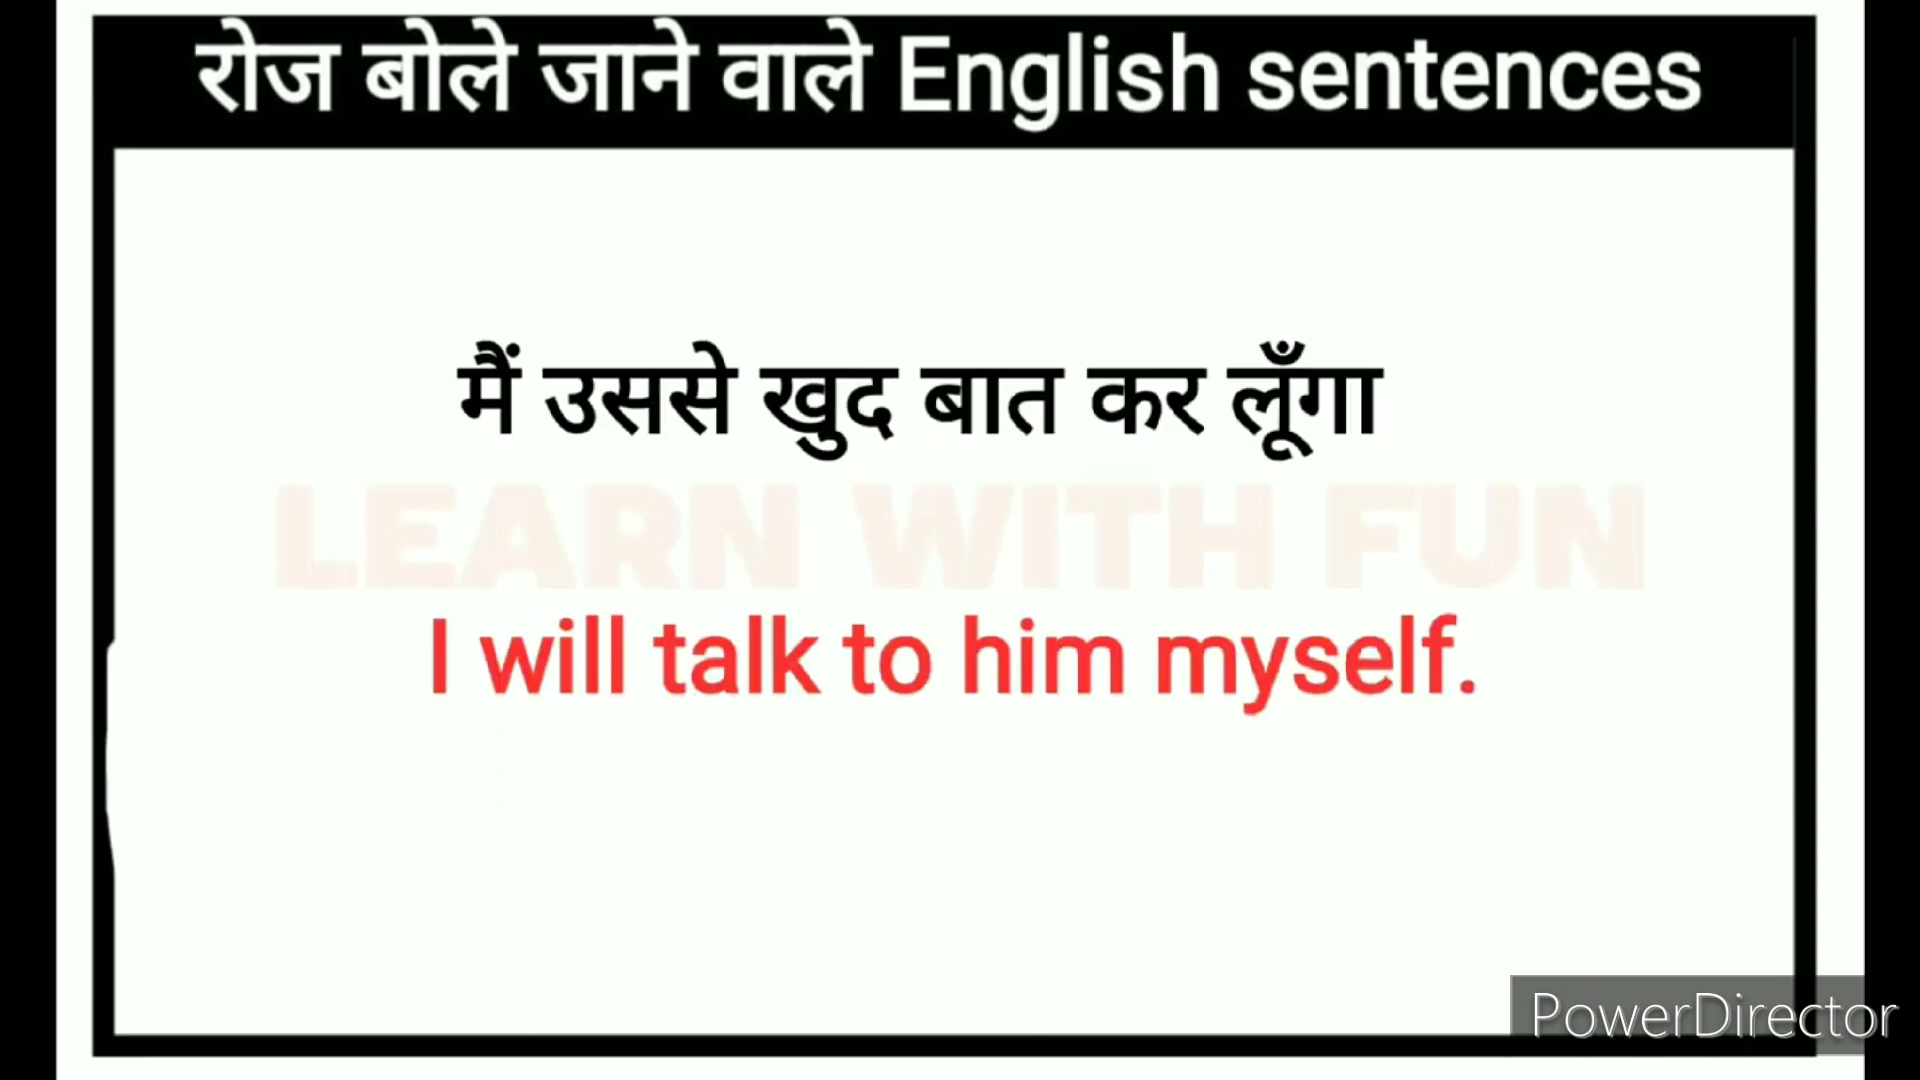 रोज बोले जाने वाले English sentences
मैं उससे खुद बात कर लूँगा
LEARN WITH FUN
I will talk to him myself.
PowerDirector